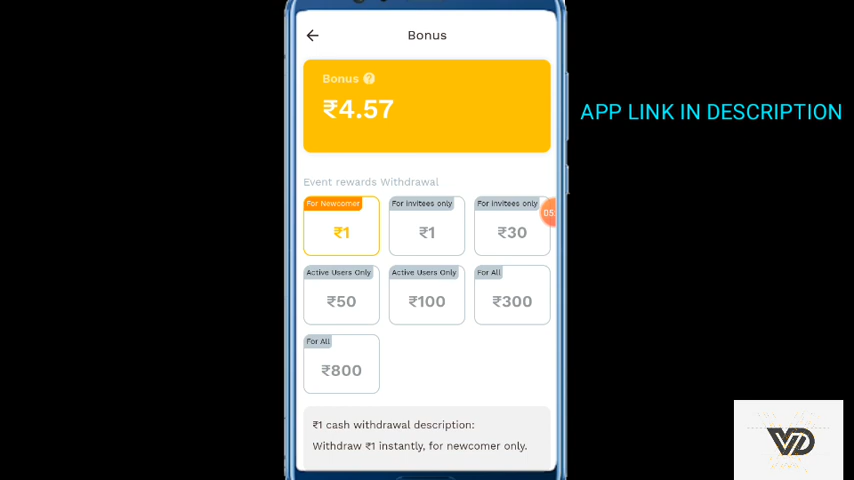 Bonus
Bonus ?
₹4.57
APP LINK IN DESCRIPTION
Event rewards Withdrawal
For Newcomer
₹1
For Invitees only
₹1
For Invitees only
₹30
05
Active Users Only
₹50
Active Users Only
₹100
For All
₹300
For All
₹800
₹1 cash withdrawal description:
Withdraw ₹1 instantly, for newcomer only.
VD